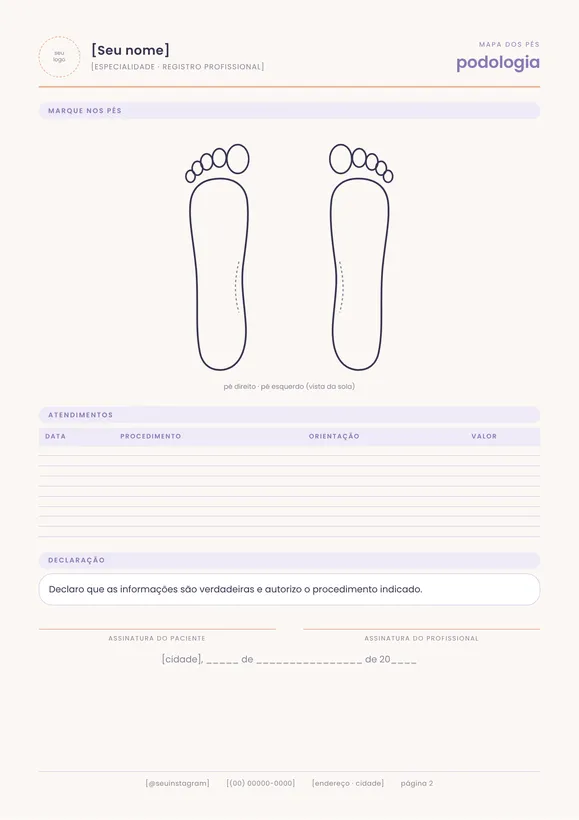 seu
logo
[Seu nome]
[ESPECIALIDADE · REGISTRO PROFISSIONAL]
MAPA DOS PÉS
podologia
MARQUE NOS PÉS
pé direito · pé esquerdo (vista da sola)
ATENDIMENTOS
DATA PROCEDIMENTO ORIENTAÇÃO VALOR
DECLARAÇÃO
Declaro que as informações são verdadeiras e autorizo o procedimento indicado.
ASSINATURA DO PACIENTE ASSINATURA DO PROFISSIONAL
[cidade], _____ de ________________ de 20____
[@seuinstagram] [(00) 00000-0000] [endereço · cidade] página 2